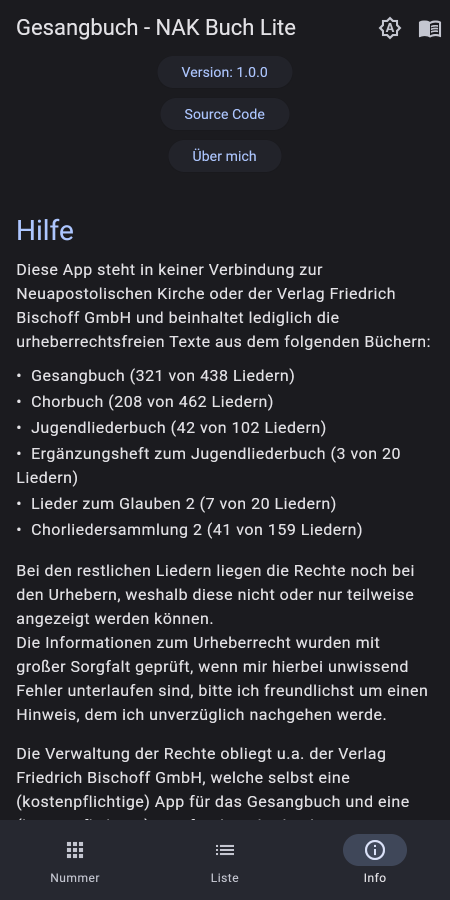 Gesangbuch - NAK Buch Lite
Version: 1.0.0
Source Code
Über mich
Hilfe
Diese App steht in keiner Verbindung zur
Neuapostolischen Kirche oder der Verlag Friedrich
Bischoff GmbH und beinhaltet lediglich die
urheberrechtsfreien Texte aus dem folgenden Büchern:
• Gesangbuch (321 von 438 Liedern)
• Chorbuch (208 von 462 Liedern)
• Jugendliederbuch (42 von 102 Liedern)
• Ergänzungsheft zum Jugendliederbuch (3 von 20
Liedern)
• Lieder zum Glauben 2 (7 von 20 Liedern)
• Chorliedersammlung 2 (41 von 159 Liedern)
Bei den restlichen Liedern liegen die Rechte noch bei
den Urhebern, weshalb diese nicht oder nur teilweise
angezeigt werden können.
Die Informationen zum Urheberrecht wurden mit
großer Sorgfalt geprüft, wenn mir hierbei unwissend
Fehler unterlaufen sind, bitte ich freundlichst um einen
Hinweis, dem ich unverzüglich nachgehen werde.
Die Verwaltung der Rechte obliegt u.a. der Verlag
Friedrich Bischoff GmbH, welche selbst eine
(kostenpflichtige) App für das Gesangbuch und eine
Nummer
Liste
Info